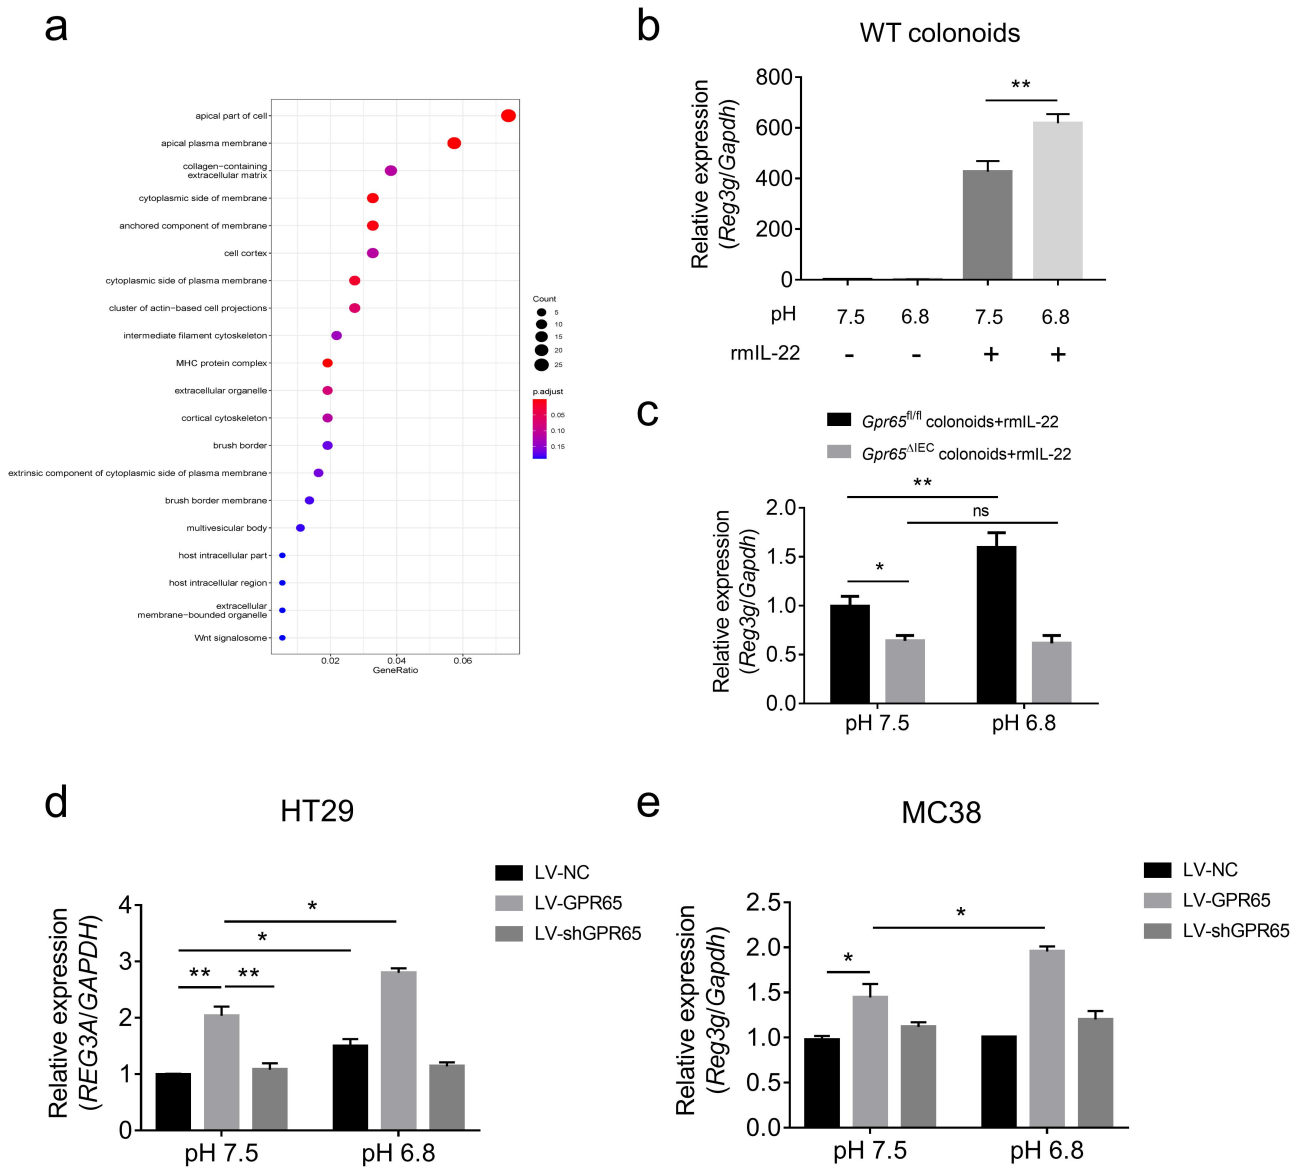 a
apical part of cell
apical plasma membrane
collagen−containing
extracellular matrix
cytoplasmic side of membrane
anchored component of membrane
cell cortex
cytoplasmic side of plasma membrane
cluster of actin−based cell projections
intermediate filament cytoskeleton
MHC protein complex
extracellular organelle
cortical cytoskeleton
brush border
extrinsic component of cytoplasmic side of plasma membrane
brush border membrane
multivesicular body
host intracellular part
host intracellular region
extracellular
membrane−bounded organelle
Wnt signalosome
0.02 0.04 0.06
GeneRatio
Count
5
10
15
20
25
p.adjust
0.05
0.10
0.15
b
WT colonoids
Relative expression
(Reg3g/Gapdh)
800
600
400
200
0
**
pH 7.5 6.8 7.5 6.8
rmIL-22 - - + +
c
Gpr65fl/fl colonoids+rmIL-22
Gpr65ΔIEC colonoids+rmIL-22
Relative expression
(Reg3g/Gapdh)
2.0
1.5
1.0
0.5
0.0
**
ns
*
pH 7.5 pH 6.8
d
HT29
LV-NC
LV-GPR65
LV-shGPR65
Relative expression
(REG3A/GAPDH)
4
3
2
1
0
*
*
** **
pH 7.5 pH 6.8
e
MC38
LV-NC
LV-GPR65
LV-shGPR65
Relative expression
(Reg3g/Gapdh)
2.5
2.0
1.5
1.0
0.5
0.0
*
*
pH 7.5 pH 6.8